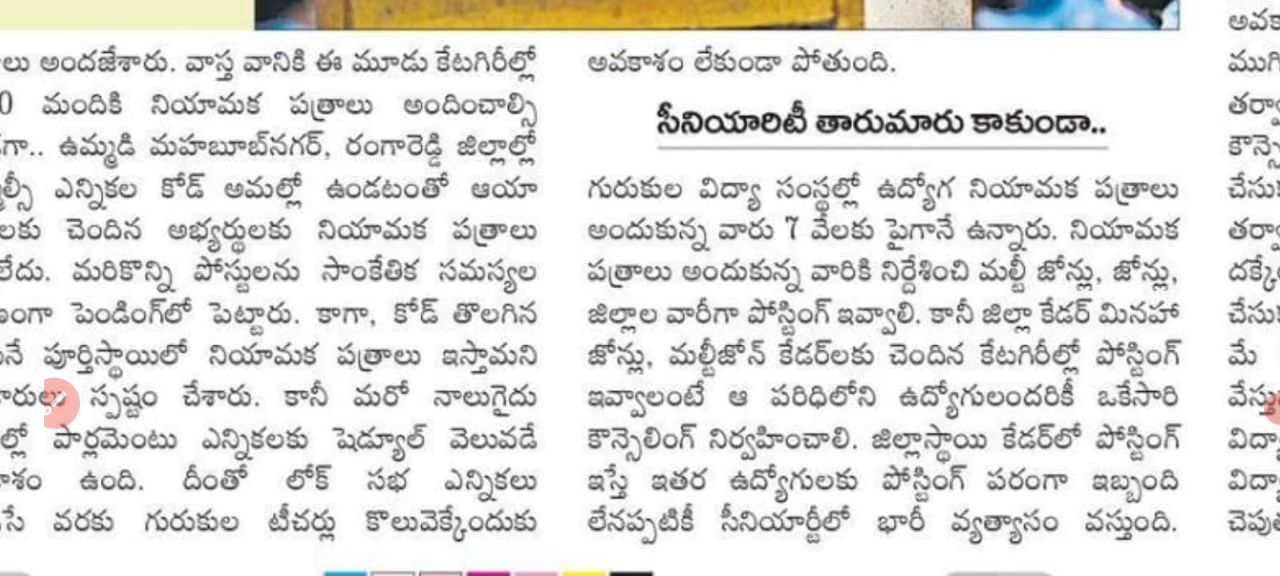 అందజేశారు. వాస్త వానికి ఈ మూడు కేటగిరీల్లో
మందికి నియామక పత్రాలు అందించాల్సి
ఉమ్మడి మహబూబ్‌నగర్, రంగారెడ్డి జిల్లాల్లో
ఎన్నికల కోడ్ అమల్లో ఉండటంతో ఆయా
చెందిన అభ్యర్థులకు నియామక పత్రాలు
మరికొన్ని పోస్టులను సాంకేతిక సమస్యల
పెండింగ్‌లో పెట్టారు. కాగా, కోడ్ తొలగిన
పూర్తిస్థాయిలో నియామక పత్రాలు ఇస్తామని
స్పష్టం చేశారు. కానీ మరో నాలుగైదు
పార్లమెంటు ఎన్నికలకు షెడ్యూల్ వెలువడే
ఉంది. దీంతో లోక్ సభ ఎన్నికలు
వరకు గురుకుల టీచర్లు కొలువెక్కేందుకు
అవకాశం లేకుండా పోతుంది.
సీనియారిటీ తారుమారు కాకుండా..
గురుకుల విద్యా సంస్థల్లో ఉద్యోగ నియామక పత్రాలు
అందుకున్న వారు 7 వేలకు పైగానే ఉన్నారు. నియామక
పత్రాలు అందుకున్న వారికి నిర్దేశించి మల్టీ జోన్లు, జోన్లు,
జిల్లాల వారీగా పోస్టింగ్ ఇవ్వాలి. కానీ జిల్లా కేడర్ మినహా
జోన్లు, మల్టీజోన్ కేడర్‌లకు చెందిన కేటగిరీల్లో పోస్టింగ్
ఇవ్వాలంటే ఆ పరిధిలోని ఉద్యోగులందరికీ ఒకేసారి
కౌన్సెలింగ్ నిర్వహించాలి. జిల్లాస్థాయి కేడర్‌లో పోస్టింగ్
ఇస్తే ఇతర ఉద్యోగులకు పోస్టింగ్ పరంగా ఇబ్బంది
లేనప్పటికీ సీనియార్టీలో భారీ వ్యత్యాసం వస్తుంది.